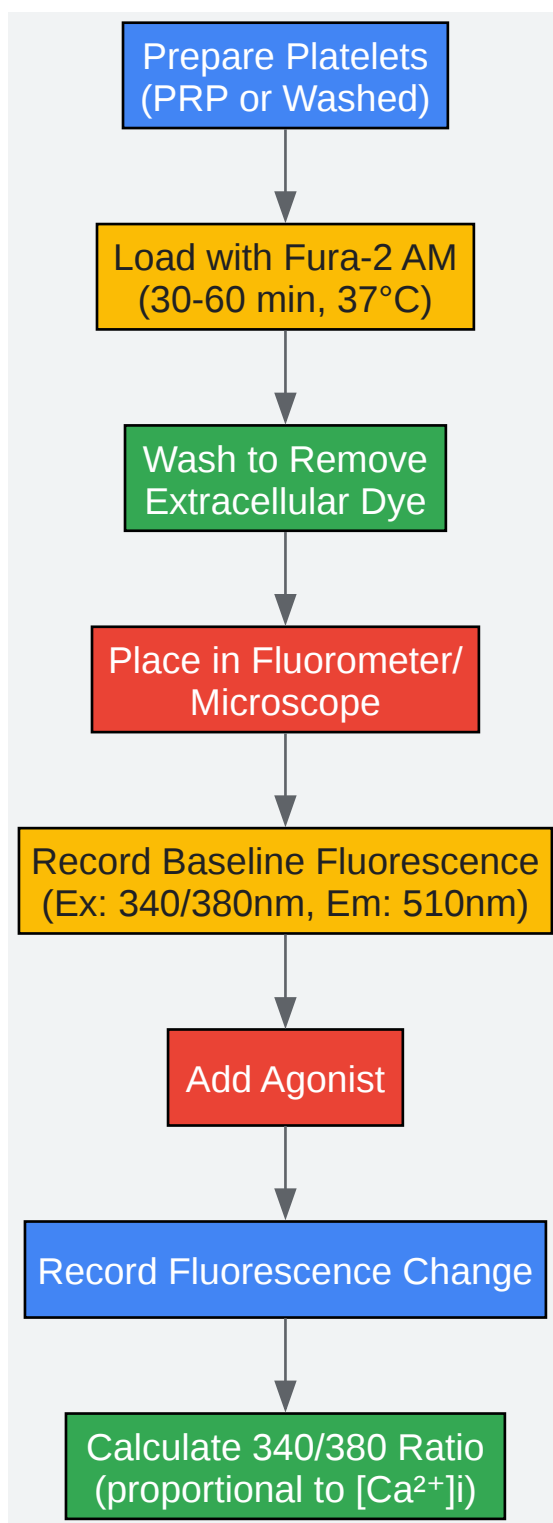 Prepare Platelets
(PRP or Washed)
Load with Fura-2 AM
(30-60 min, 37°C)
Wash to Remove
Extracellular Dye
Place in Fluorometer/
Microscope
Record Baseline Fluorescence
(Ex: 340/380nm, Em: 510nm)
Add Agonist
Record Fluorescence Change
Calculate 340/380 Ratio
(proportional to [Ca²⁺]i)